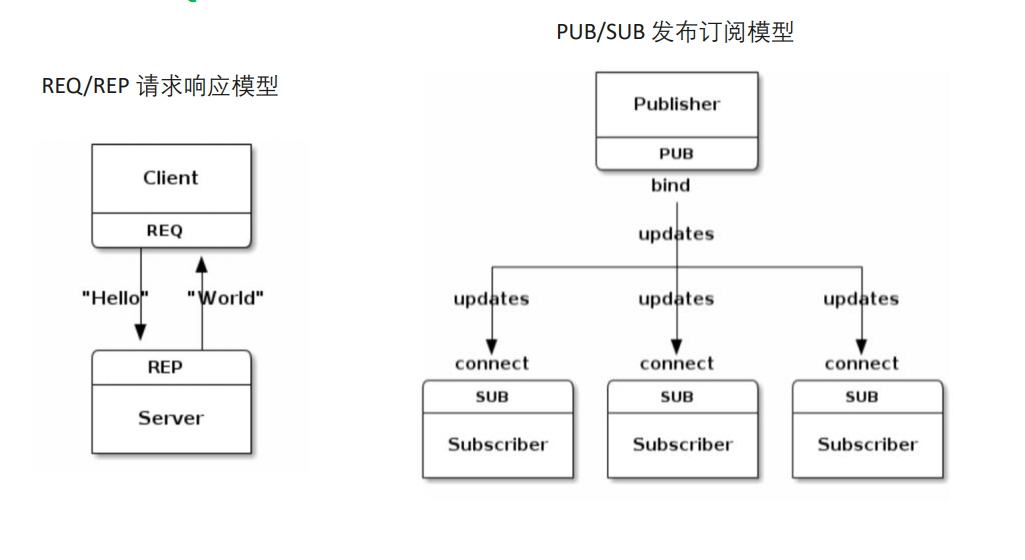 REQ/REP 请求响应模型
Client
REQ
"Hello" "World"
REP
Server
PUB/SUB 发布订阅模型
Publisher
PUB
bind
updates
updates updates updates
connect connect connect
SUB SUB SUB
Subscriber Subscriber Subscriber